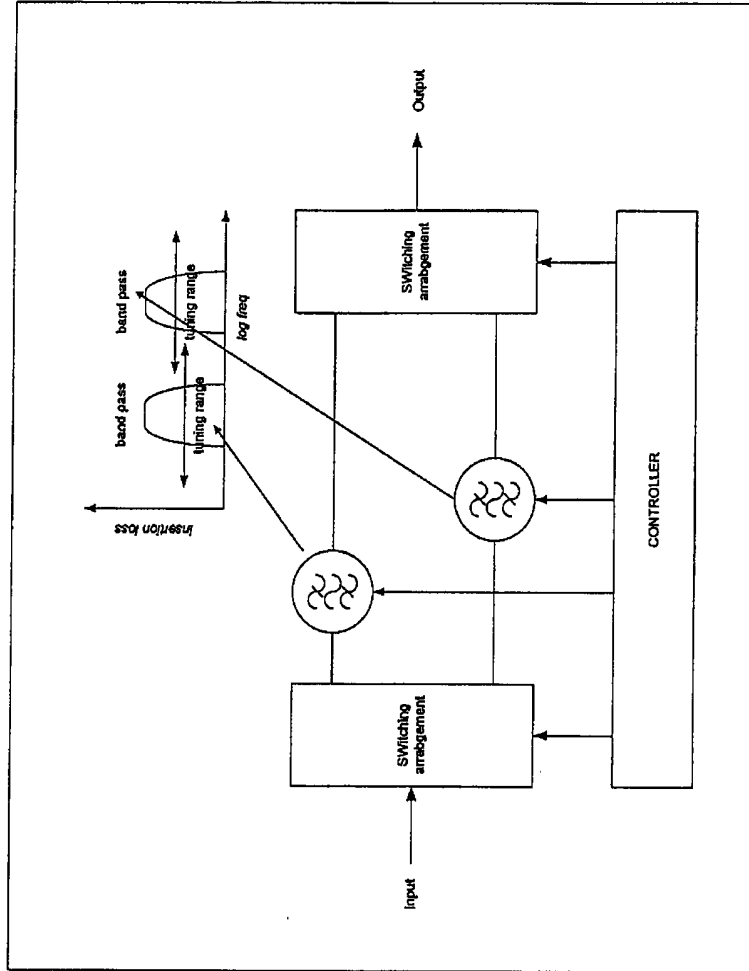 insertion loss
band pass
tuning range
band pass
tuning range
log freq
Input
SWitching
arrabgement
SWitching
arrabgement
Output
CONTROLLER